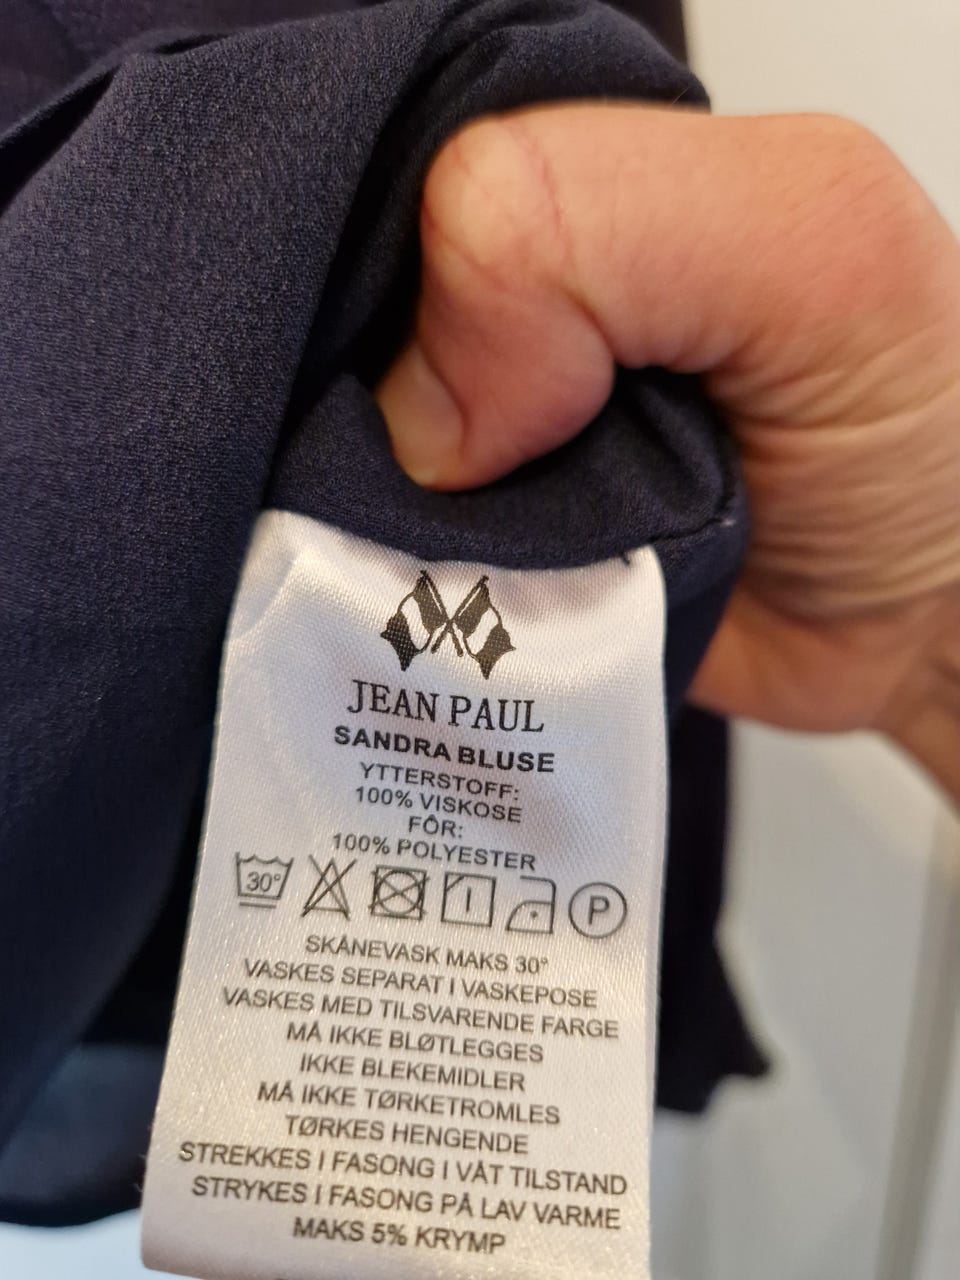 JEAN PAUL
SANDRA BLUSE
YTTERSTOFF:
100% VISKOSE
FÔR:
100% POLYESTER
30° P
SKÅNEVASK MAKS 30°
VASKES SEPARAT I VASKEPOSE
VASKES MED TILSVARENDE FARGE
MÅ IKKE BLØTLEGGES
IKKE BLEKEMIDLER
MÅ IKKE TØRKETROMLES
TØRKES HENGENDE
STREKKES I FASONG I VÅT TILSTAND
STRYKES I FASONG PÅ LAV VARME
MAKS 5% KRYMP